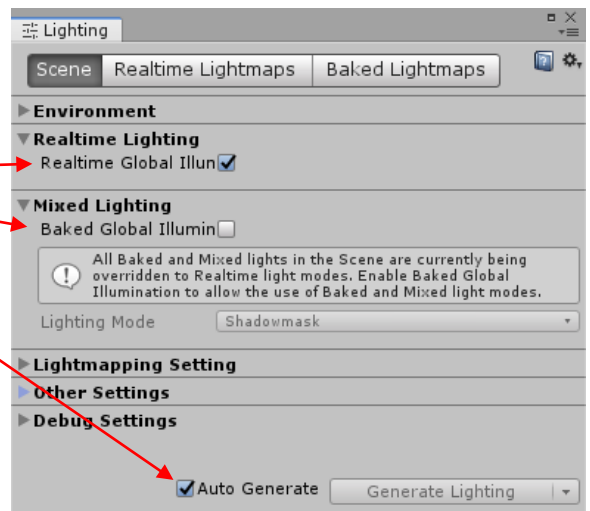 Lighting
Scene Realtime Lightmaps Baked Lightmaps
Environment
Realtime Lighting
Realtime Global Illun
Mixed Lighting
Baked Global Illumin
All Baked and Mixed lights in the Scene are currently being
overridden to Realtime light modes. Enable Baked Global
Illumination to allow the use of Baked and Mixed light modes.
Lighting Mode Shadowmask
Lightmapping Setting
Other Settings
Debug Settings
Auto Generate Generate Lighting